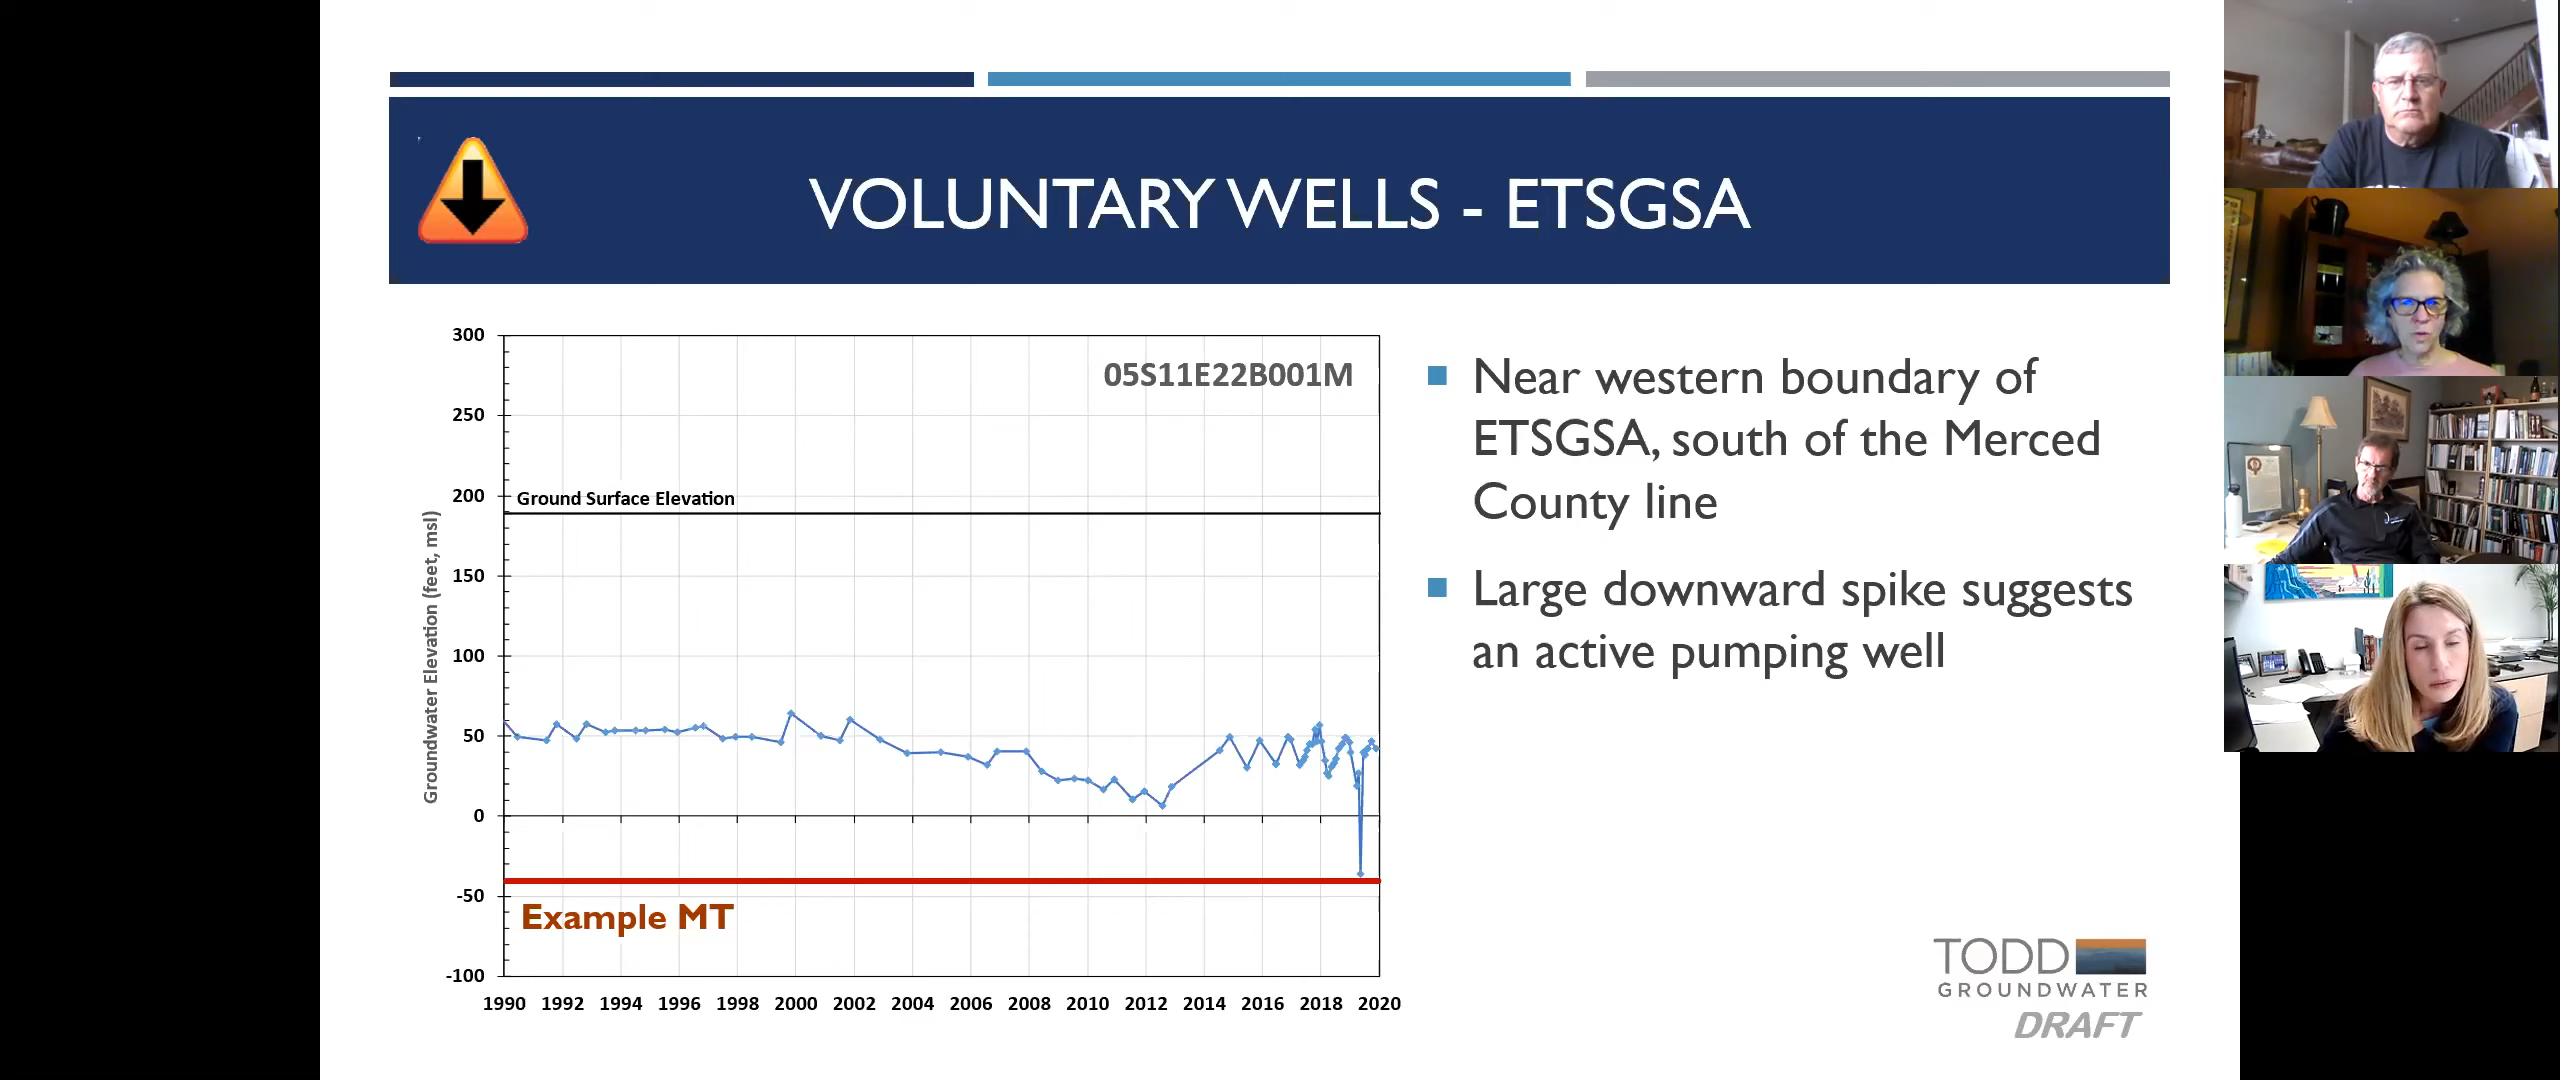 VOLUNTARY WELLS - ETSGSA
300
250
200
150
100
50
0
-50
-100
Groundwater Elevation (feet, msl)
05S11E22B001M
Ground Surface Elevation
Example MT
1990 1992 1994 1996 1998 2000 2002 2004 2006 2008 2010 2012 2014 2016 2018 2020
Near western boundary of
ETSGSA, south of the Merced
County line
Large downward spike suggests
an active pumping well
TODD
GROUNDWATER
DRAFT